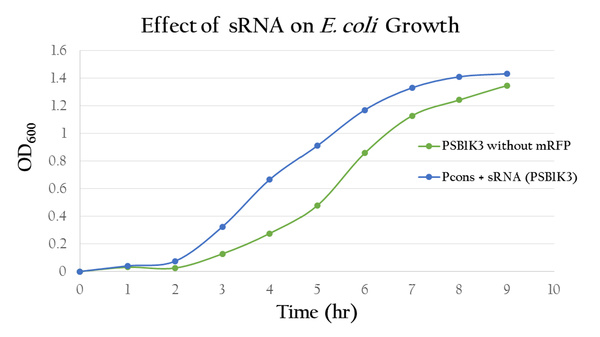 Effect of sRNA on E. coli Growth
1.6
1.4
1.2
1
0.8
0.6
0.4
0.2
0
OD600
PSB1K3 without mRFP
Pcons + sRNA (PSB1K3)
0 1 2 3 4 5 6 7 8 9 10
Time (hr)